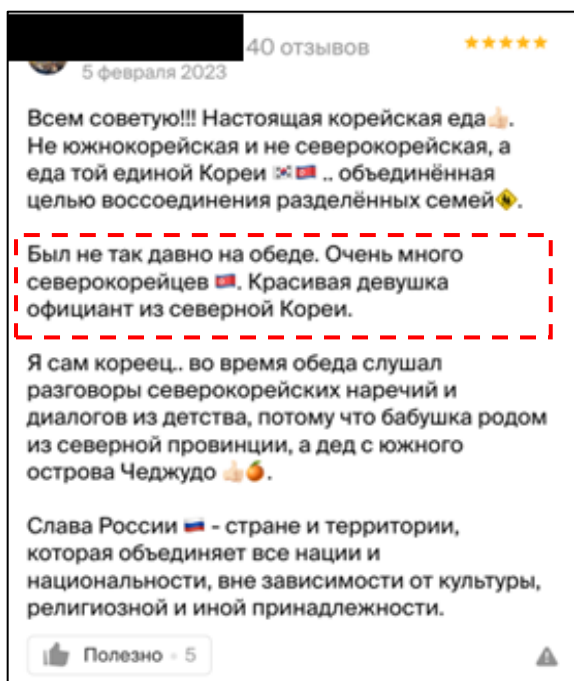 40 отзывов
5 февраля 2023
Всем советую!!! Настоящая корейская еда👍🏻.
Не южнокорейская и не северокорейская, а
еда той единой Кореи 🇰🇷🇰🇵 .. объединённая
целью воссоединения разделённых семей🚸.
Был не так давно на обеде. Очень много
северокорейцев 🇰🇵. Красивая девушка
официант из северной Кореи.
Я сам кореец.. во время обеда слушал
разговоры северокорейских наречий и
диалогов из детства, потому что бабушка родом
из северной провинции, а дед с южного
острова Чеджудо 👍🏻🍊.
Слава России 🇷🇺 - стране и территории,
которая объединяет все нации и
национальности, вне зависимости от культуры,
религиозной и иной принадлежности.
Полезно · 5